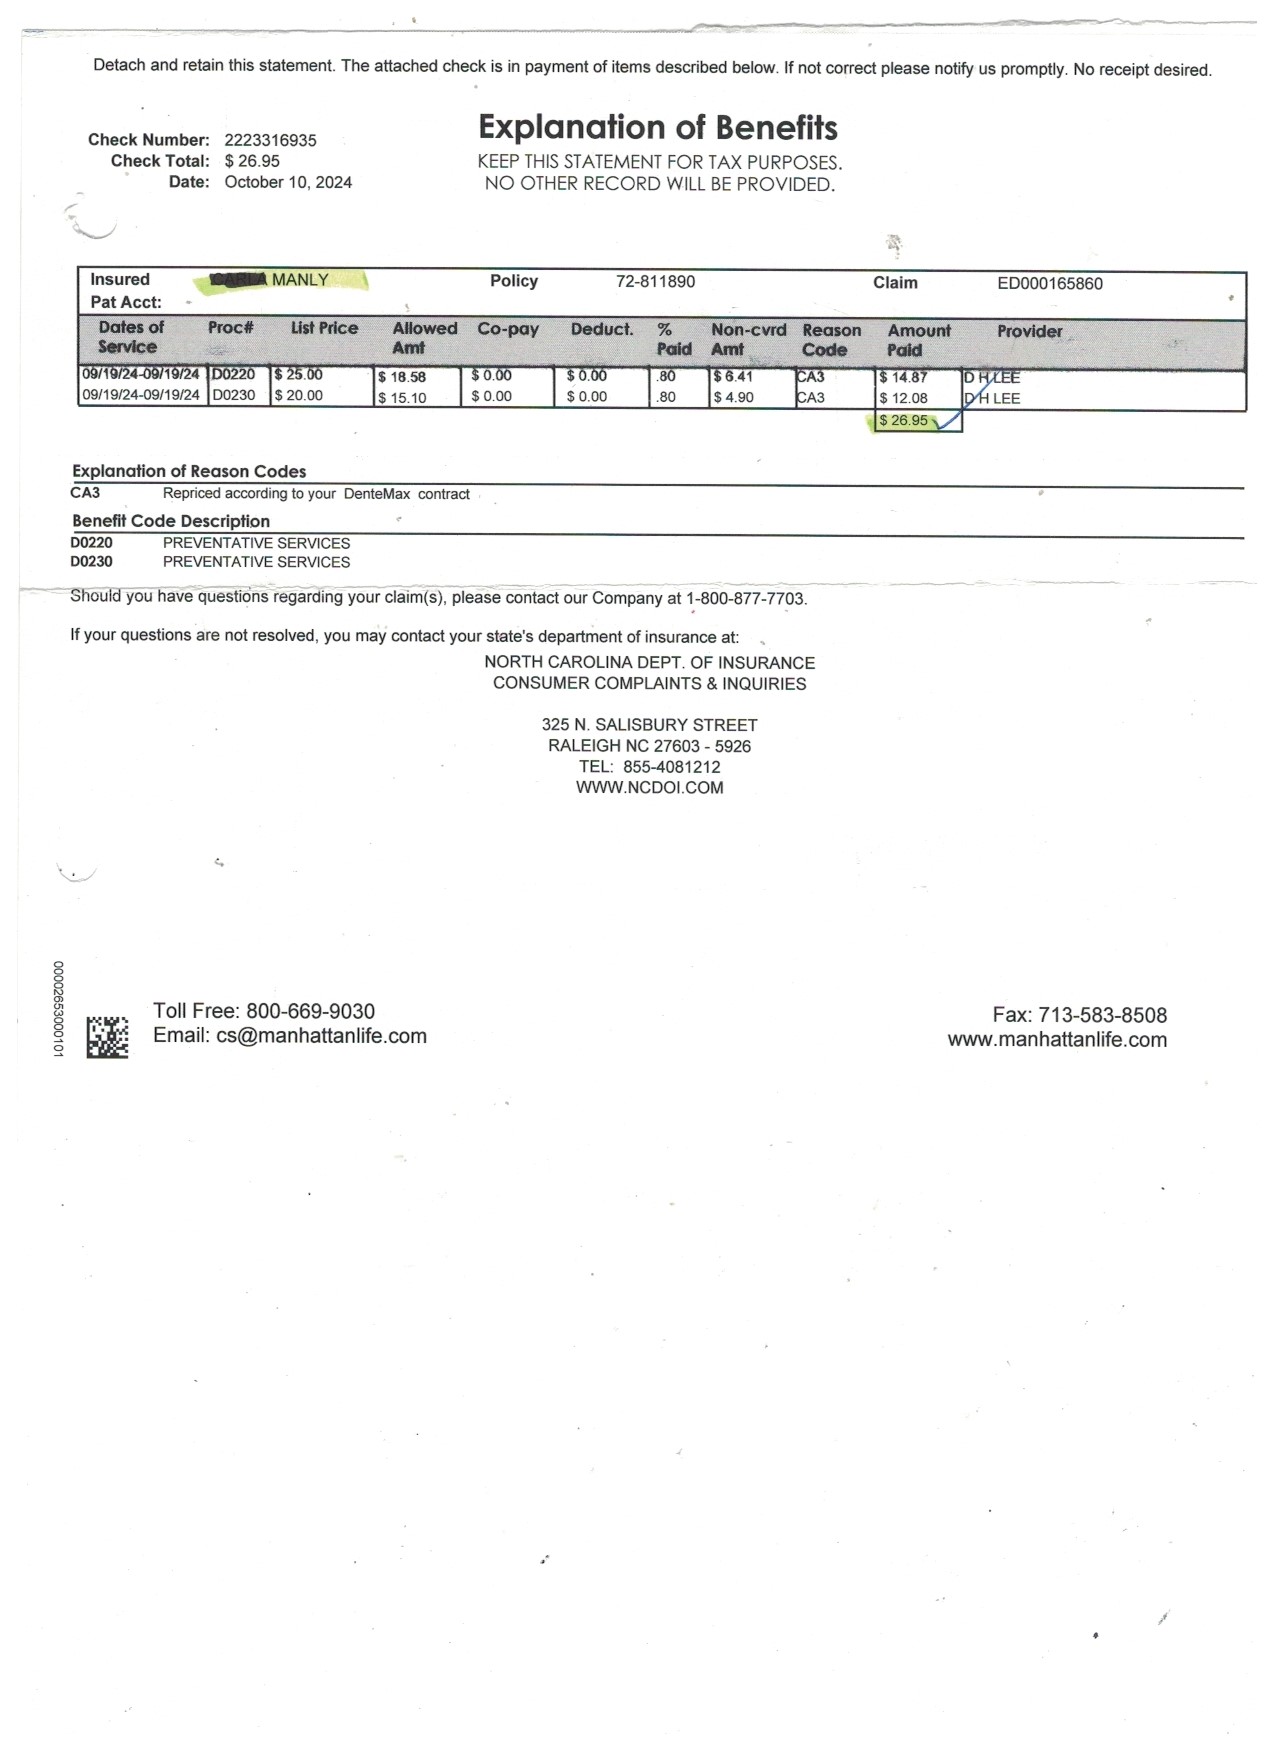 Detach and retain this statement. The attached check is in payment of items described below. If not correct please notify us promptly. No receipt desired.
Explanation of Benefits
KEEP THIS STATEMENT FOR TAX PURPOSES.
NO OTHER RECORD WILL BE PROVIDED.
Check Number: 2223316935
Check Total: $ 26.95
Date: October 10, 2024
Insured MANLY Policy 72-811890 Claim ED000165860
Pat Acct: -
Dates of Service Proc# List Price Allowed Amt Co-pay Deduct. % Paid Non-cvrd Amt Reason Code Amount Paid Provider
09/19/24-09/19/24 D0220 $ 25.00 $ 18.58 $ 0.00 $ 0.00 .80 $ 6.41 CA3 $ 14.87 D H LEE
09/19/24-09/19/24 D0230 $ 20.00 $ 15.10 $ 0.00 $ 0.00 .80 $ 4.90 CA3 $ 12.08 D H LEE
$ 26.95
Explanation of Reason Codes
CA3 Repriced according to your DenteMax contract
Benefit Code Description
D0220 PREVENTATIVE SERVICES
D0230 PREVENTATIVE SERVICES
Should you have questions regarding your claim(s), please contact our Company at 1-800-877-7703.
If your questions are not resolved, you may contact your state's department of insurance at:
NORTH CAROLINA DEPT. OF INSURANCE
CONSUMER COMPLAINTS & INQUIRIES
325 N. SALISBURY STREET
RALEIGH NC 27603 - 5926
TEL: 855-4081212
WWW.NCDOI.COM
00002653000101
Toll Free: 800-669-9030
Email: cs@manhattanlife.com
Fax: 713-583-8508
www.manhattanlife.com